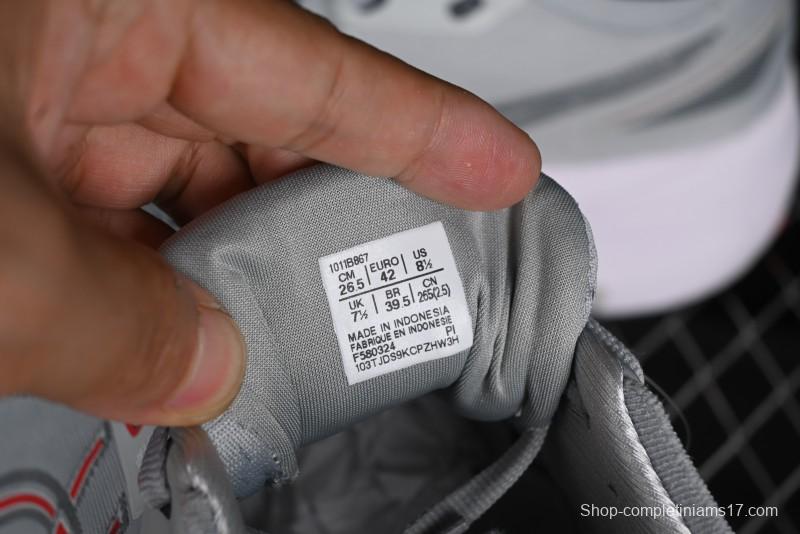 1011B867
CM EURO US
26.5 42 8½
UK BR CN
7½ 39.5 265(2.5)
MADE IN INDONESIA
FABRIQUE EN INDONESIE
F580324 PI
103TJDS9KCPZHW3H
Shop-completiniams17.com